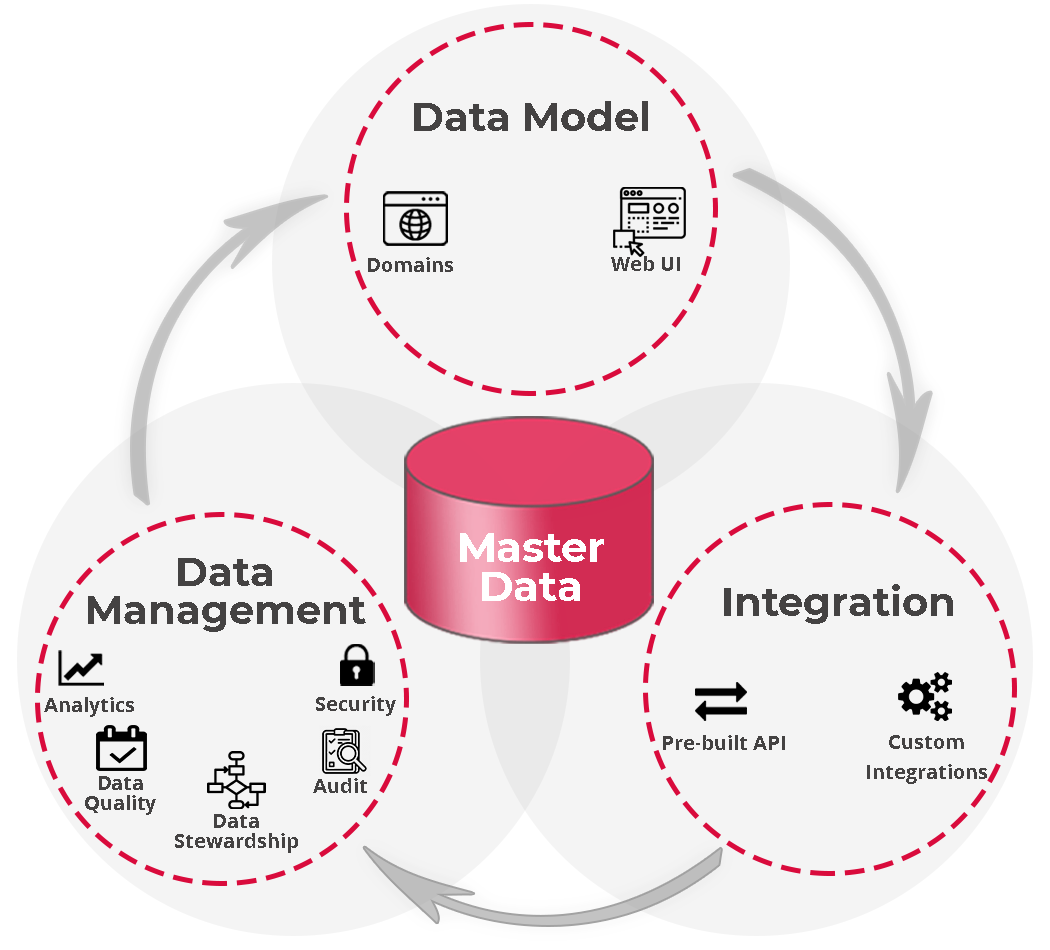 Data Model
Domains
Web UI
Master
Data
Data
Management
Analytics
Security
Data
Quality
Audit
Data
Stewardship
Integration
Pre-built API
Custom
Integrations